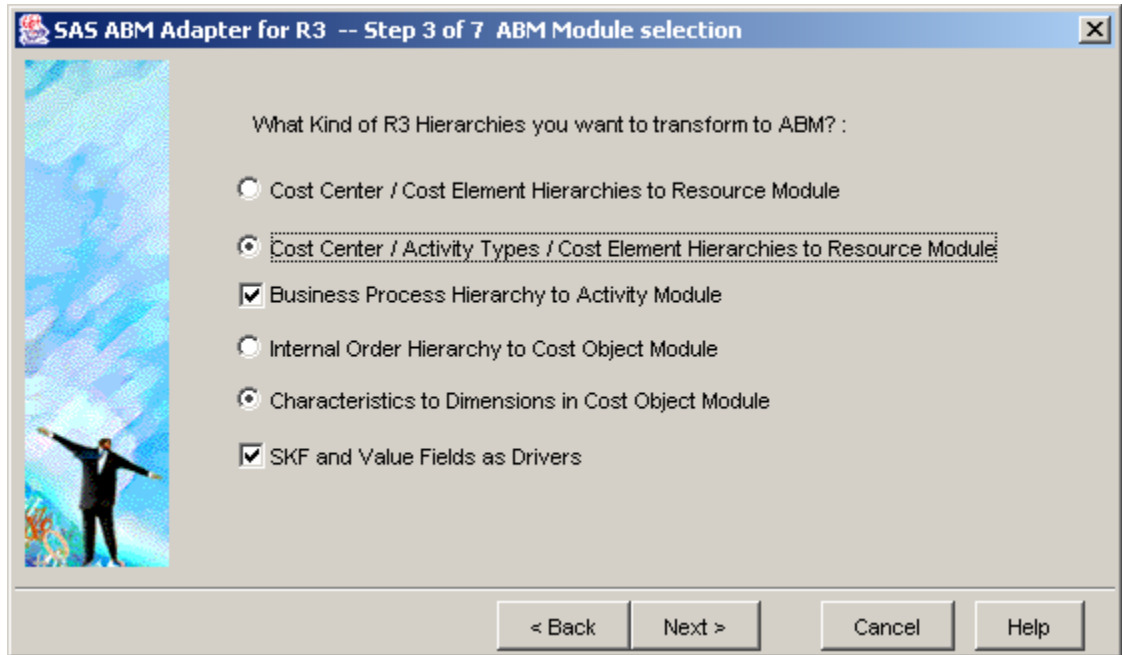 SAS ABM Adapter for R3 -- Step 3 of 7 ABM Module selection
What Kind of R3 Hierarchies you want to transform to ABM? :
Cost Center / Cost Element Hierarchies to Resource Module
Cost Center / Activity Types / Cost Element Hierarchies to Resource Module
Business Process Hierarchy to Activity Module
Internal Order Hierarchy to Cost Object Module
Characteristics to Dimensions in Cost Object Module
SKF and Value Fields as Drivers
< Back Next > Cancel Help